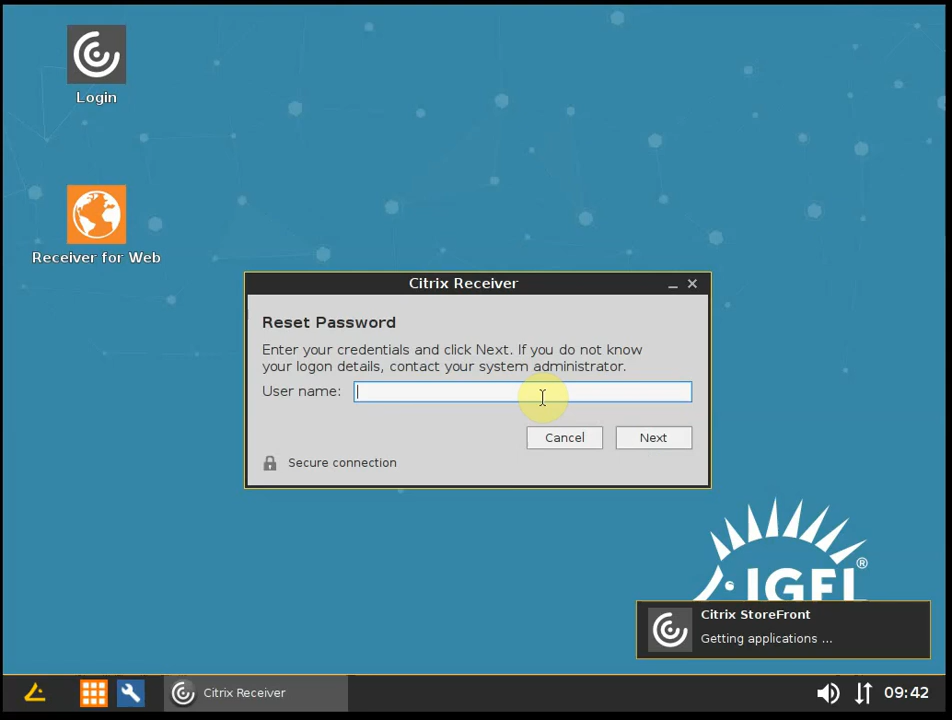 Login
Receiver for Web
Citrix Receiver
Reset Password
Enter your credentials and click Next. If you do not know
your logon details, contact your system administrator.
User name:
Cancel
Next
Secure connection
IGEL®
Citrix StoreFront
Getting applications ...
Citrix Receiver
09:42